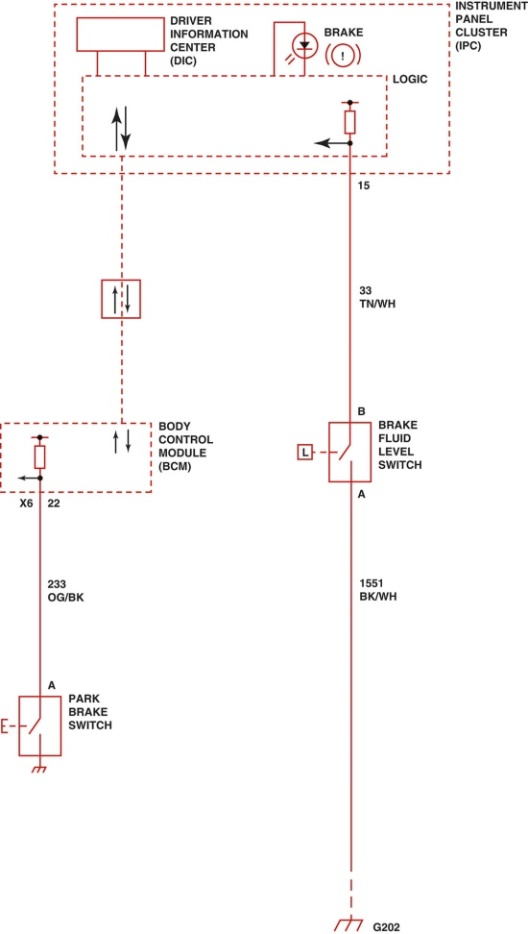 INSTRUMENT
PANEL
CLUSTER
(IPC)
DRIVER
INFORMATION
CENTER
(DIC)
BRAKE
!
LOGIC
15
33
TN/WH
B
BRAKE
FLUID
LEVEL
SWITCH
L
A
BODY
CONTROL
MODULE
(BCM)
X6 22
233
OG/BK
1551
BK/WH
A
PARK
BRAKE
SWITCH
G202